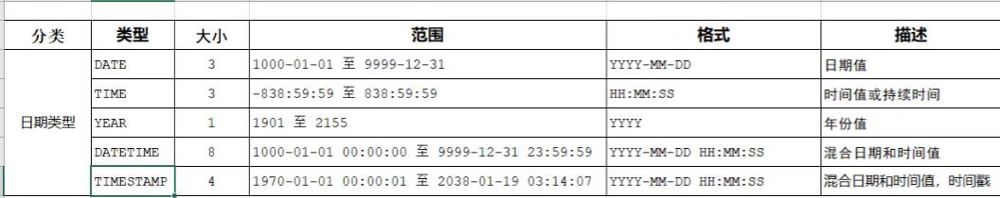 分类 类型 大小 范围 格式 描述
DATE 3 1000-01-01 至 9999-12-31 YYYY-MM-DD 日期值
TIME 3 -838:59:59 至 838:59:59 HH:MM:SS 时间值或持续时间
日期类型 YEAR 1 1901 至 2155 YYYY 年份值
DATETIME 8 1000-01-01 00:00:00 至 9999-12-31 23:59:59 YYYY-MM-DD HH:MM:SS 混合日期和时间值
TIMESTAMP 4 1970-01-01 00:00:01 至 2038-01-19 03:14:07 YYYY-MM-DD HH:MM:SS 混合日期和时间值，时间戳